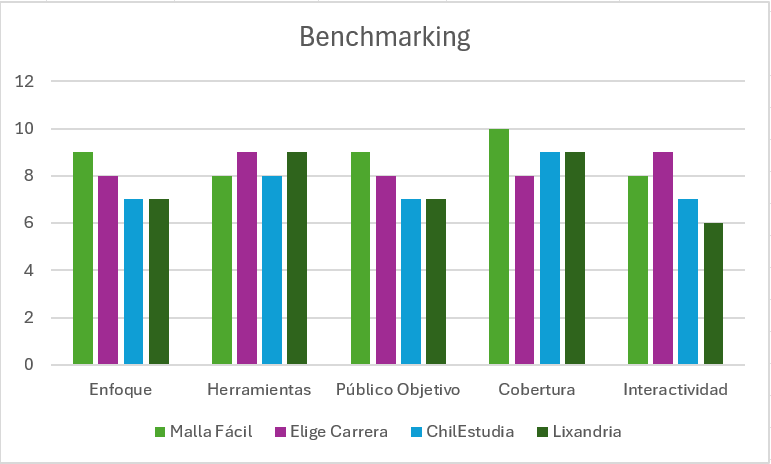 Benchmarking
12
10
8
6
4
2
0
Enfoque Herramientas Público Objetivo Cobertura Interactividad
Malla Fácil Elige Carrera ChilEstudia Lixandria